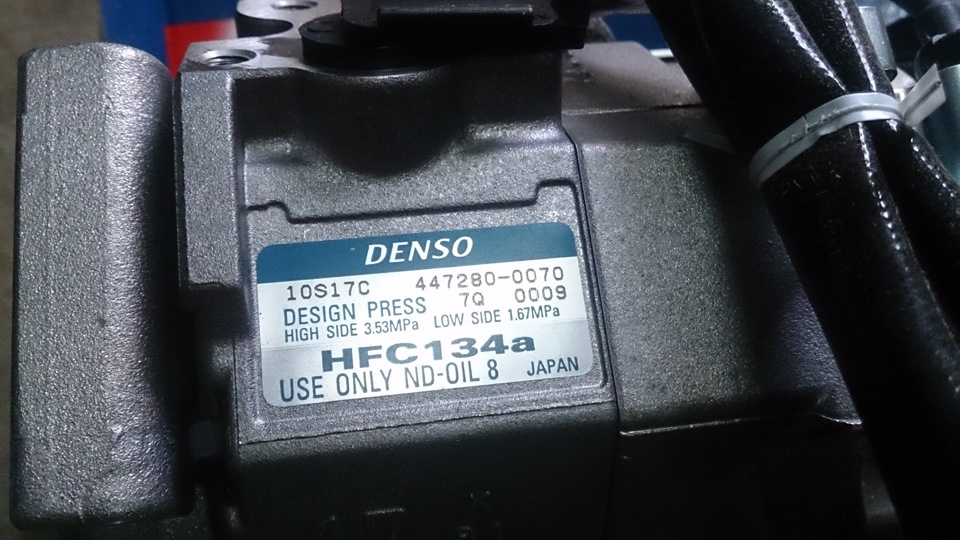 DENSO
10S17C 447280-0070
DESIGN PRESS 7Q 0009
HIGH SIDE 3.53MPa LOW SIDE 1.67MPa
HFC134a
USE ONLY ND-OIL 8 JAPAN